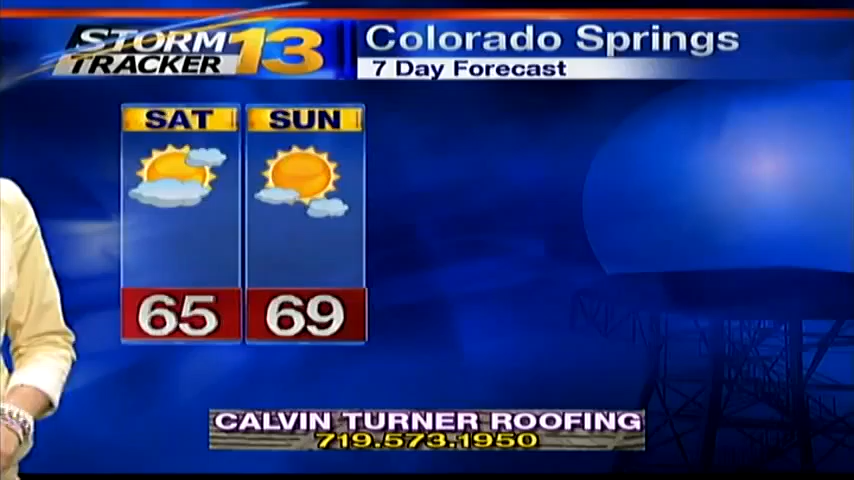 STORM TRACKER 13
Colorado Springs
7 Day Forecast
SAT SUN
65 69
CALVIN TURNER ROOFING
719.573.1950